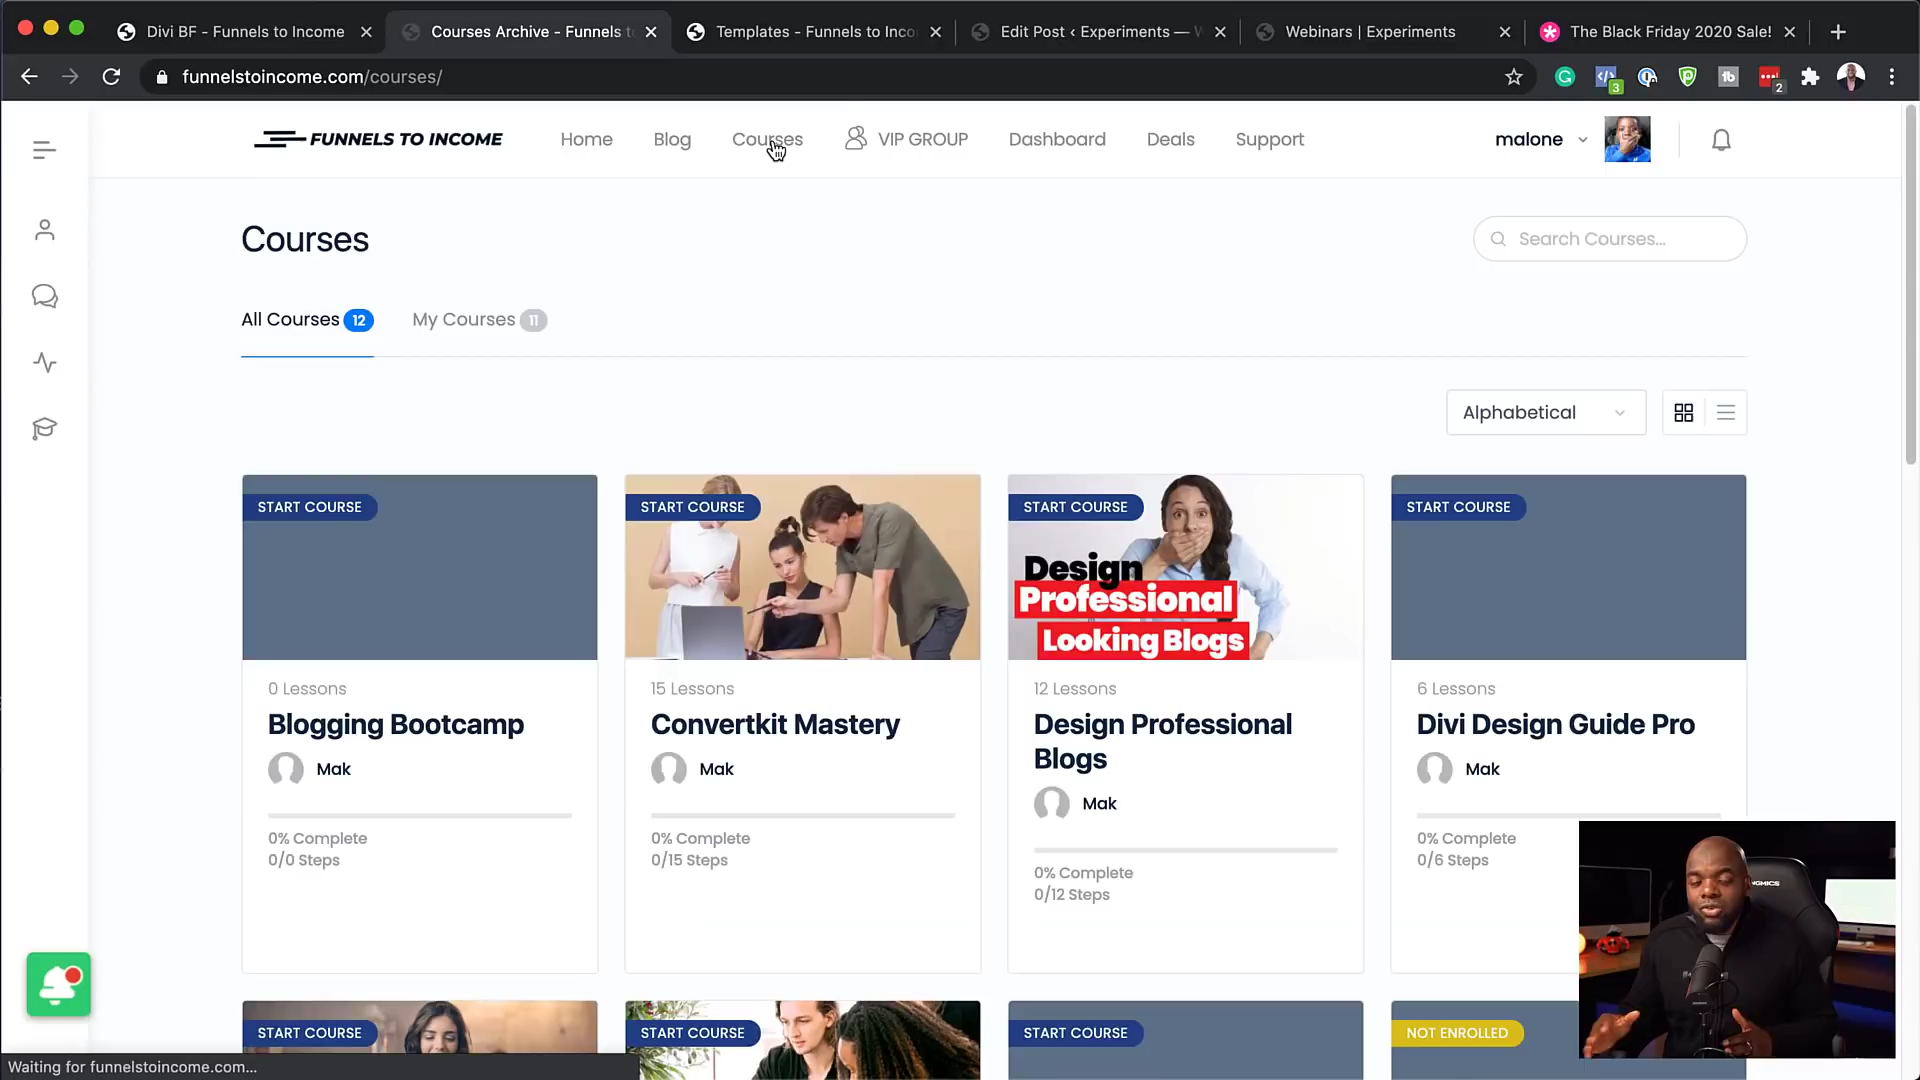 Divi BF - Funnels to Income
Courses Archive - Funnels to
Templates - Funnels to Inco
Edit Post ‹ Experiments — W
Webinars | Experiments
The Black Friday 2020 Sale!
funnelstoincome.com/courses/
3
2
FUNNELS TO INCOME
Home
Blog
Courses
VIP GROUP
Dashboard
Deals
Support
malone
Courses
Search Courses...
All Courses 12
My Courses 11
Alphabetical
START COURSE
START COURSE
START COURSE
START COURSE
Design
Professional
Looking Blogs
0 Lessons
Blogging Bootcamp
Mak
0% Complete
0/0 Steps
15 Lessons
Convertkit Mastery
Mak
0% Complete
0/15 Steps
12 Lessons
Design Professional
Blogs
Mak
0% Complete
0/12 Steps
6 Lessons
Divi Design Guide Pro
Mak
0% Complete
0/6 Steps
START COURSE
START COURSE
START COURSE
NOT ENROLLED
Waiting for funnelstoincome.com...